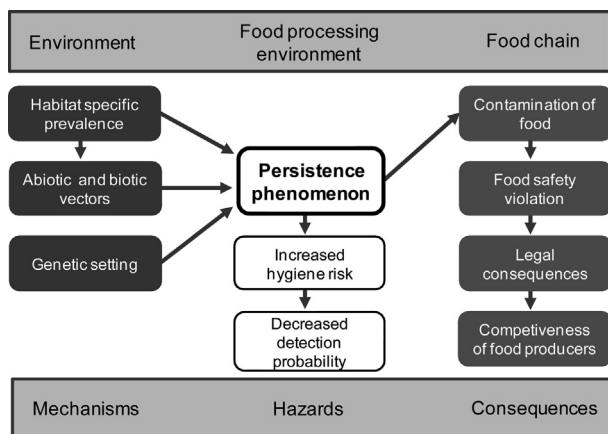 Environment
Food processing
environment
Food chain
Habitat specific
prevalence
Abiotic and biotic
vectors
Genetic setting
Persistence
phenomenon
Increased
hygiene risk
Decreased
detection
probability
Contamination of
food
Food safety
violation
Legal
consequences
Competiveness
of food producers
Mechanisms
Hazards
Consequences